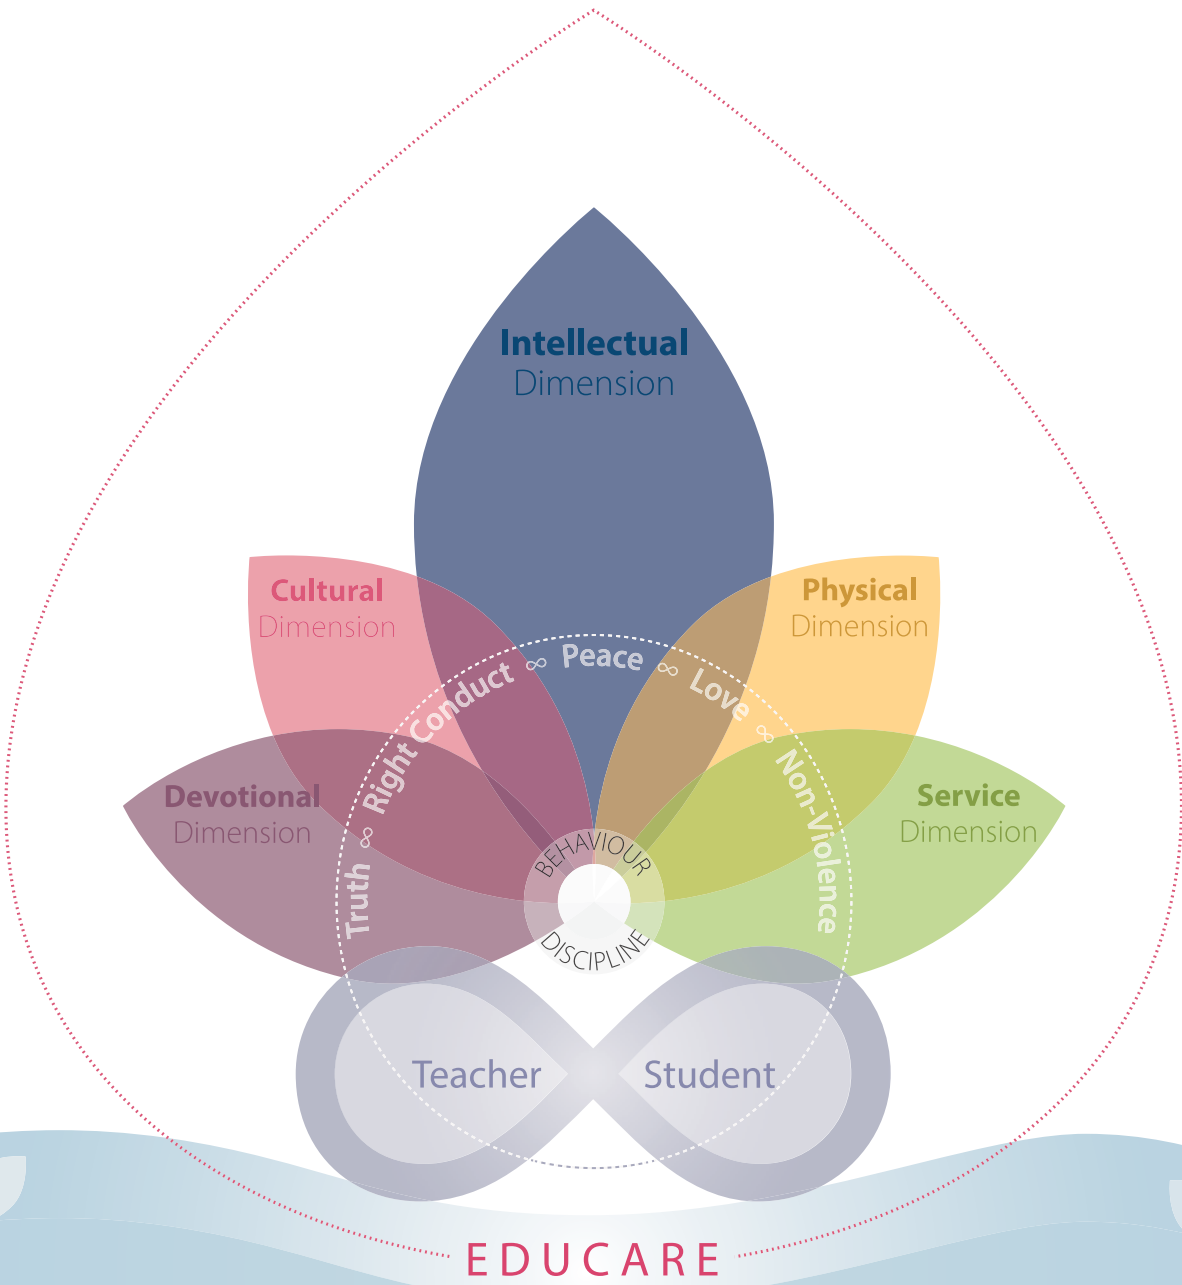 Intellectual
Dimension
Cultural
Dimension
Physical
Dimension
Devotional
Dimension
Service
Dimension
Truth ∞ Right Conduct ∞ Peace ∞ Love ∞ Non-Violence
BEHAVIOUR
DISCIPLINE
Teacher
Student
EDUCARE